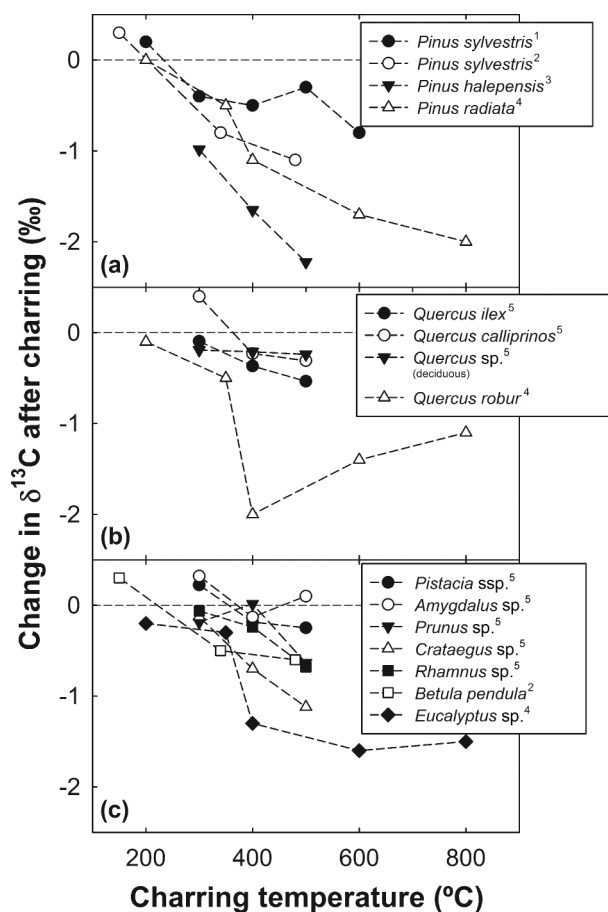 Change in δ¹³C after charring (‰)
0
-1
-2
(a)
Pinus sylvestris¹
Pinus sylvestris²
Pinus halepensis³
Pinus radiata⁴
0
-1
-2
(b)
Quercus ilex⁵
Quercus calliprinos⁵
Quercus sp.⁵
(deciduous)
Quercus robur⁴
0
-1
-2
(c)
Pistacia ssp.⁵
Amygdalus sp.⁵
Prunus sp.⁵
Crataegus sp.⁵
Rhamnus sp.⁵
Betula pendula²
Eucalyptus sp.⁴
200 400 600 800
Charring temperature (ºC)